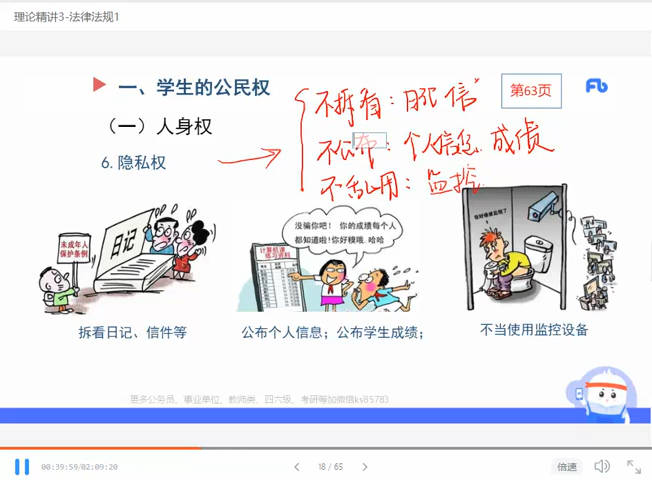 理论精讲3-法律法规1
一、学生的公民权
第63页
(一)人身权
6. 隐私权
不拆看:日记 信
不公布:个人信息 成绩
不乱用:监控
未成年人
保护条例
日记
没骗你吧! 你的成绩每个人
都知道啦!你好糗哦 哈哈
拆看日记、信件等
公布个人信息;公布学生成绩;
不当使用监控设备
更多公务员、事业单位、教师类、四六级、考研等加微信ks85783
00:39:59/02:09:20
18 / 65
倍速